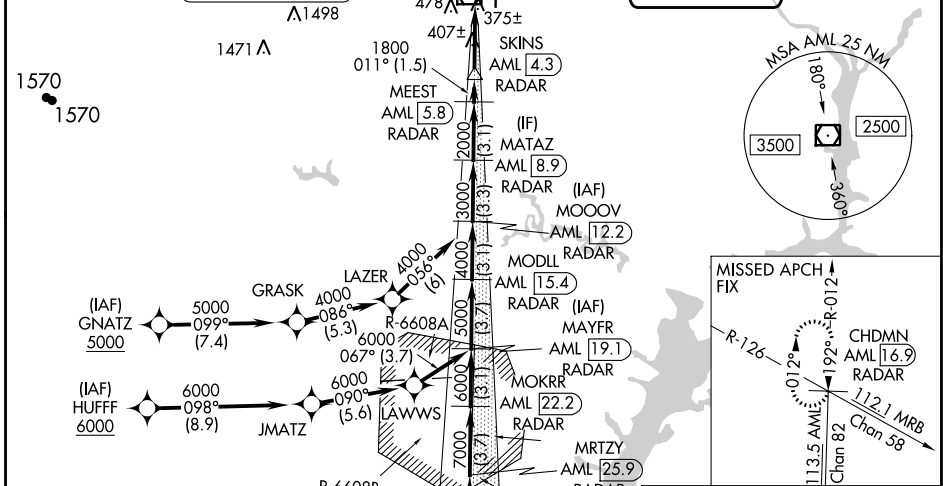 1498
478
375±
407±
1471
1570
1570
1800
011° (1.5)
SKINS
AML 4.3
RADAR
MEEST
AML 5.8
RADAR
2000
(3.1)
(IF)
MATAZ
AML 8.9
RADAR
3000
(3.3)
(IAF)
MOOOV
AML 12.2
RADAR
4000
(3.1)
MODLL
AML 15.4
RADAR
5000
(3.7)
(IAF)
MAYFR
AML 19.1
RADAR
6000
(3.1)
MOKRR
AML 22.2
RADAR
7000
(3.7)
MRTZY
AML 25.9
RADAR
(IAF)
GNATZ
5000
5000
099°
(7.4)
GRASK
4000
086°
(5.3)
LAZER
4000
056°
(6)
R-6608A
6000
067° (3.7)
(IAF)
HUFFF
6000
6000
098°
(8.9)
JMATZ
6000
090°
(5.6)
LAWWS
R-6608B
MSA AML 25 NM
180°
3500
2500
360°
MISSED APCH
FIX
R-012
R-126
012°
192°
CHDMN
AML 16.9
RADAR
112.1 MRB
Chan 58
113.5 AML
Chan 82